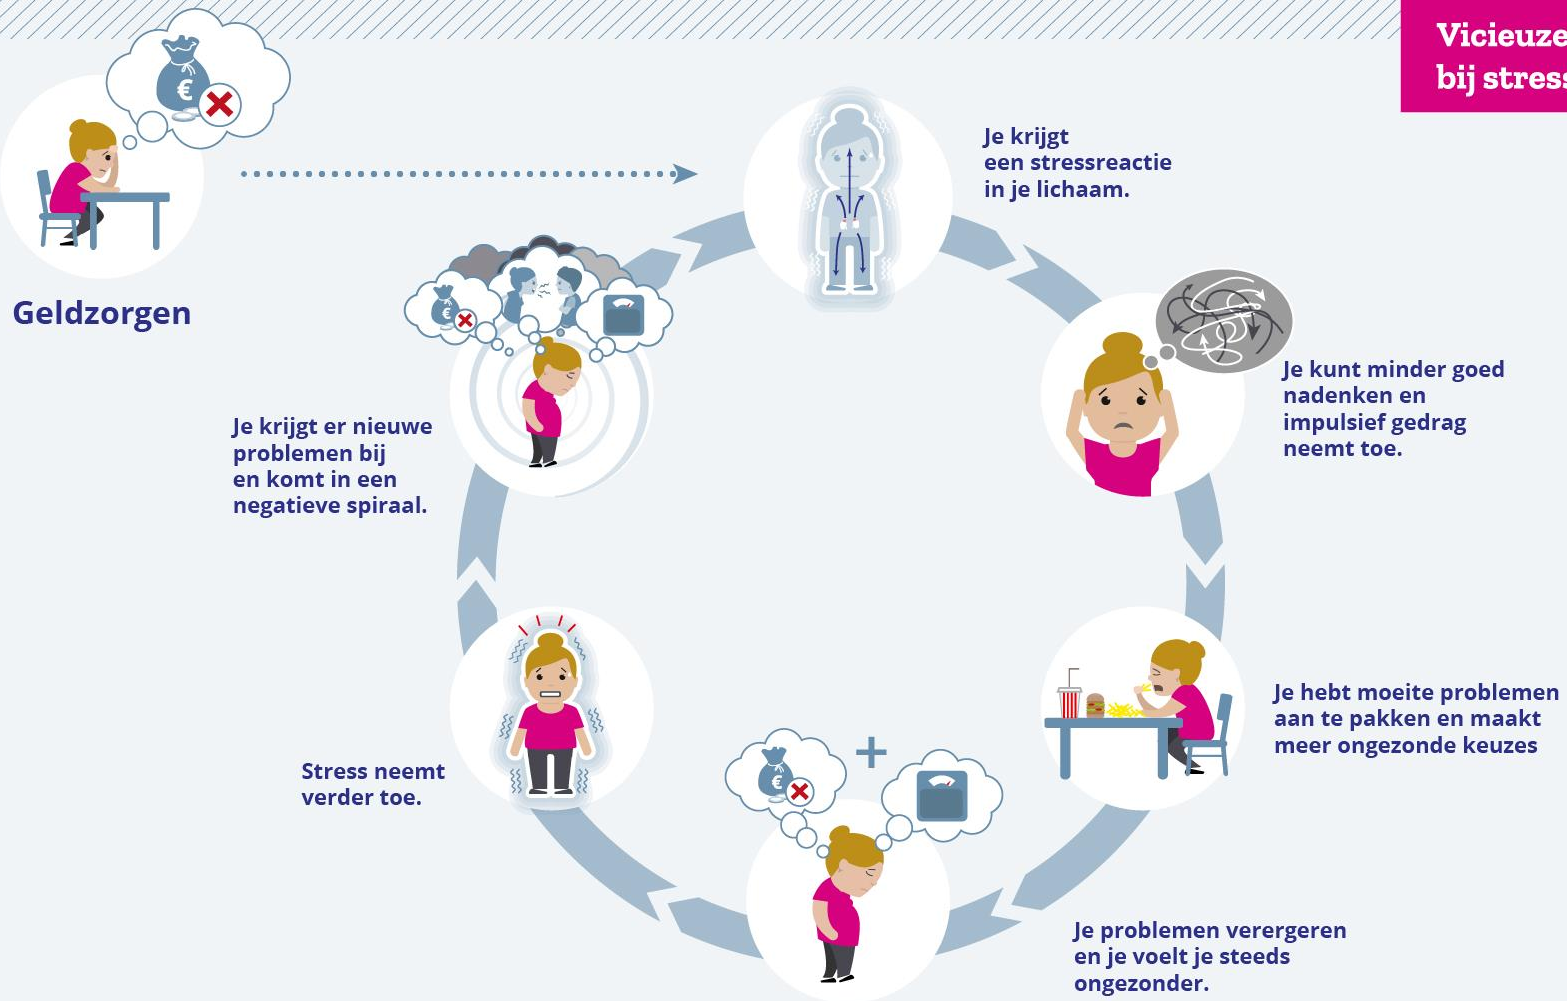 Vicieuze
bij stress
Geldzorgen
Je krijgt
een stressreactie
in je lichaam.
Je kunt minder goed
nadenken en
impulsief gedrag
neemt toe.
Je hebt moeite problemen
aan te pakken en maakt
meer ongezonde keuzes
Je problemen verergeren
en je voelt je steeds
ongezonder.
Stress neemt
verder toe.
Je krijgt er nieuwe
problemen bij
en komt in een
negatieve spiraal.
€
€
€